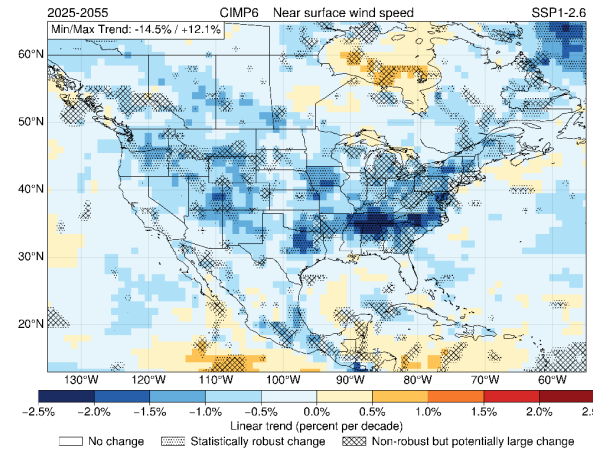 2025-2055 CIMP6 Near surface wind speed SSP1-2.6
Min/Max Trend: -14.5% / +12.1%
60°N
50°N
40°N
30°N
20°N
130°W 120°W 110°W 100°W 90°W 80°W 70°W 60°W
−2.5% −2.0% −1.5% −1.0% −0.5% 0.0% 0.5% 1.0% 1.5% 2.0% 2.5
Linear trend (percent per decade)
No change Statistically robust change Non-robust but potentially large change